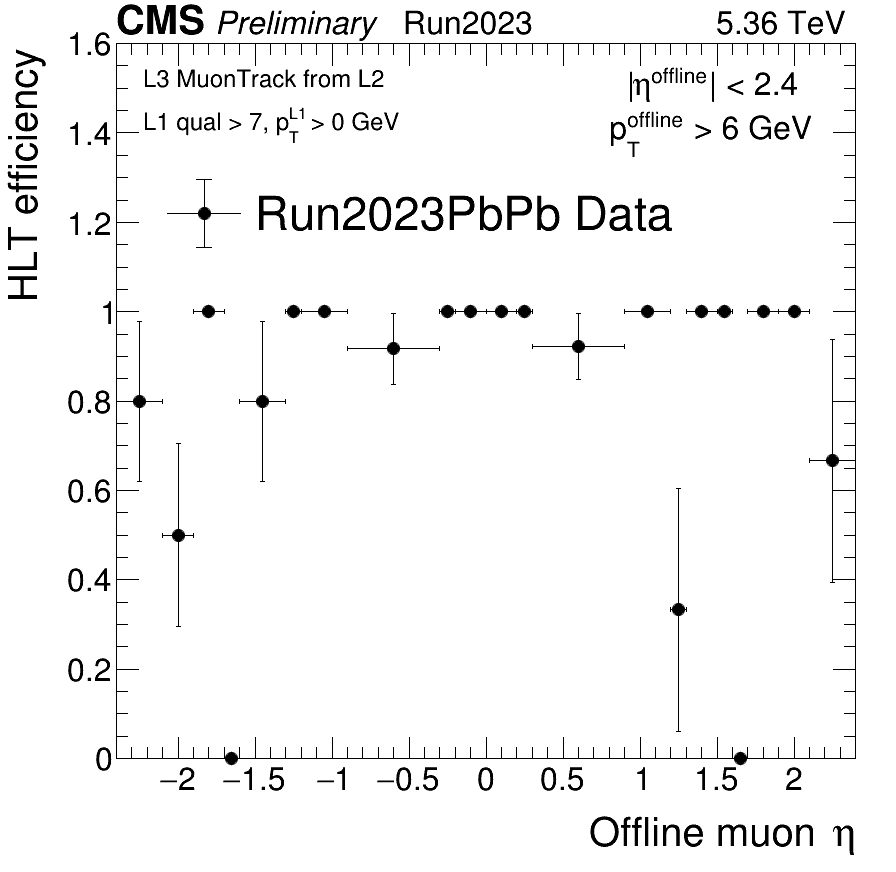 CMS Preliminary Run2023 5.36 TeV
L3 MuonTrack from L2
|η^offline| < 2.4
L1 qual > 7, p_T^L1 > 0 GeV
p_T^offline > 6 GeV
Run2023PbPb Data
HLT efficiency
1.6
1.4
1.2
1
0.8
0.6
0.4
0.2
0
−2 −1.5 −1 −0.5 0 0.5 1 1.5 2
Offline muon η